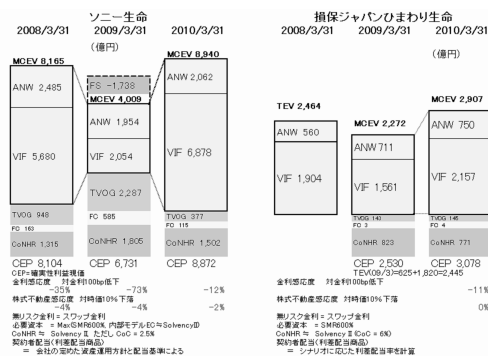 ソニー生命
2008/3/31 2009/3/31 2010/3/31
(億円)
MCEV 8,165
ANW 2,485
VIF 5,680
TVOG 948
FC 163
CoNHR 1,315
CEP 8,104
FS -1,738
MCEV 4,009
ANW 1,954
VIF 2,054
TVOG 2,287
FC 585
CoNHR 1,805
CEP 6,731
MCEV 8,940
ANW 2,062
VIF 6,878
TVOG 377
FC 115
CoNHR 1,502
CEP 8,872
CEP=確実性利益現価
金利感応度 対金利100bp低下
-35% -73% -12%
株式不動産感応度 対時価10%下落
-4% -4% -2%
無リスク金利 = スワップ金利
必要資本 = Max(SMR600%, 内部モデルEC≒SolvencyⅡ)
CoNHR ≒ Solvency Ⅱ, ただし CoC = 2.5%
契約者配当(利差配当商品)
= 会社の定めた資産運用方針と配当基準による
損保ジャパンひまわり生命
2008/3/31 2009/3/31 2010/3/31
(億円)
TEV 2,464
ANW 560
VIF 1,904
MCEV 2,272
ANW 711
VIF 1,561
TVOG 143
FC 3
CoNHR 823
CEP 2,530
MCEV 2,907
ANW 750
VIF 2,157
TVOG 145
FC 4
CoNHR 771
CEP 3,078
TEV(09/3)=625+1,820=2,445
金利感応度 対金利100bp低下
-11%
株式不動産感応度 対時価10%下落
0%
無リスク金利 = スワップ金利
必要資本 = SMR600%
CoNHR ≒ Solvency Ⅱ (CoC = 6%)
契約者配当(利差配当商品)
= シナリオに応じた利差配当率を計算